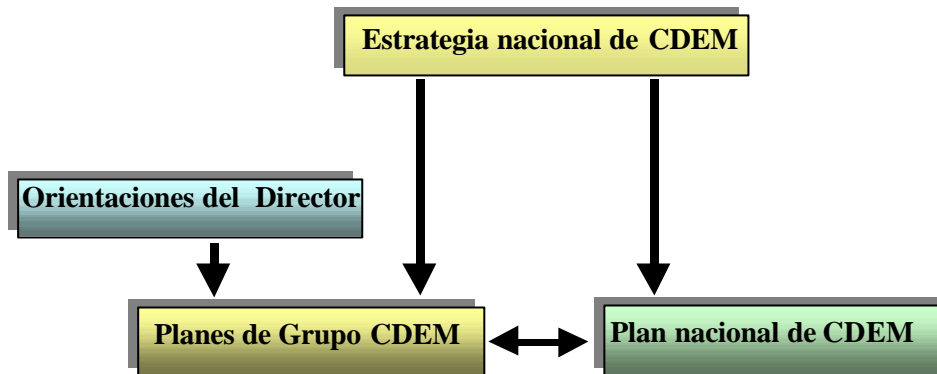 Estrategia nacional de CDEM
Orientaciones del Director
Planes de Grupo CDEM
Plan nacional de CDEM